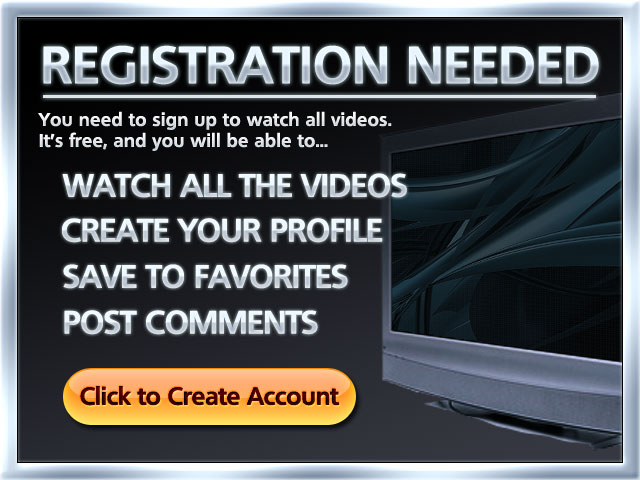 REGISTRATION NEEDED
You need to sign up to watch all videos.
It's free, and you will be able to...
WATCH ALL THE VIDEOS
CREATE YOUR PROFILE
SAVE TO FAVORITES
POST COMMENTS
Click to Create Account